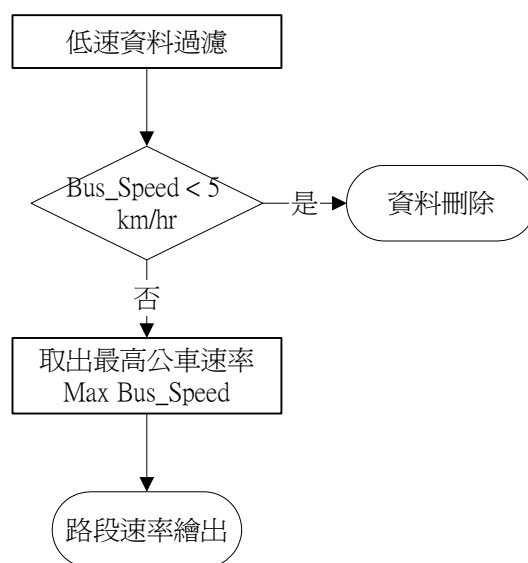 低速資料過濾
Bus_Speed < 5
km/hr
是
資料刪除
否
取出最高公車速率
Max Bus_Speed
路段速率繪出